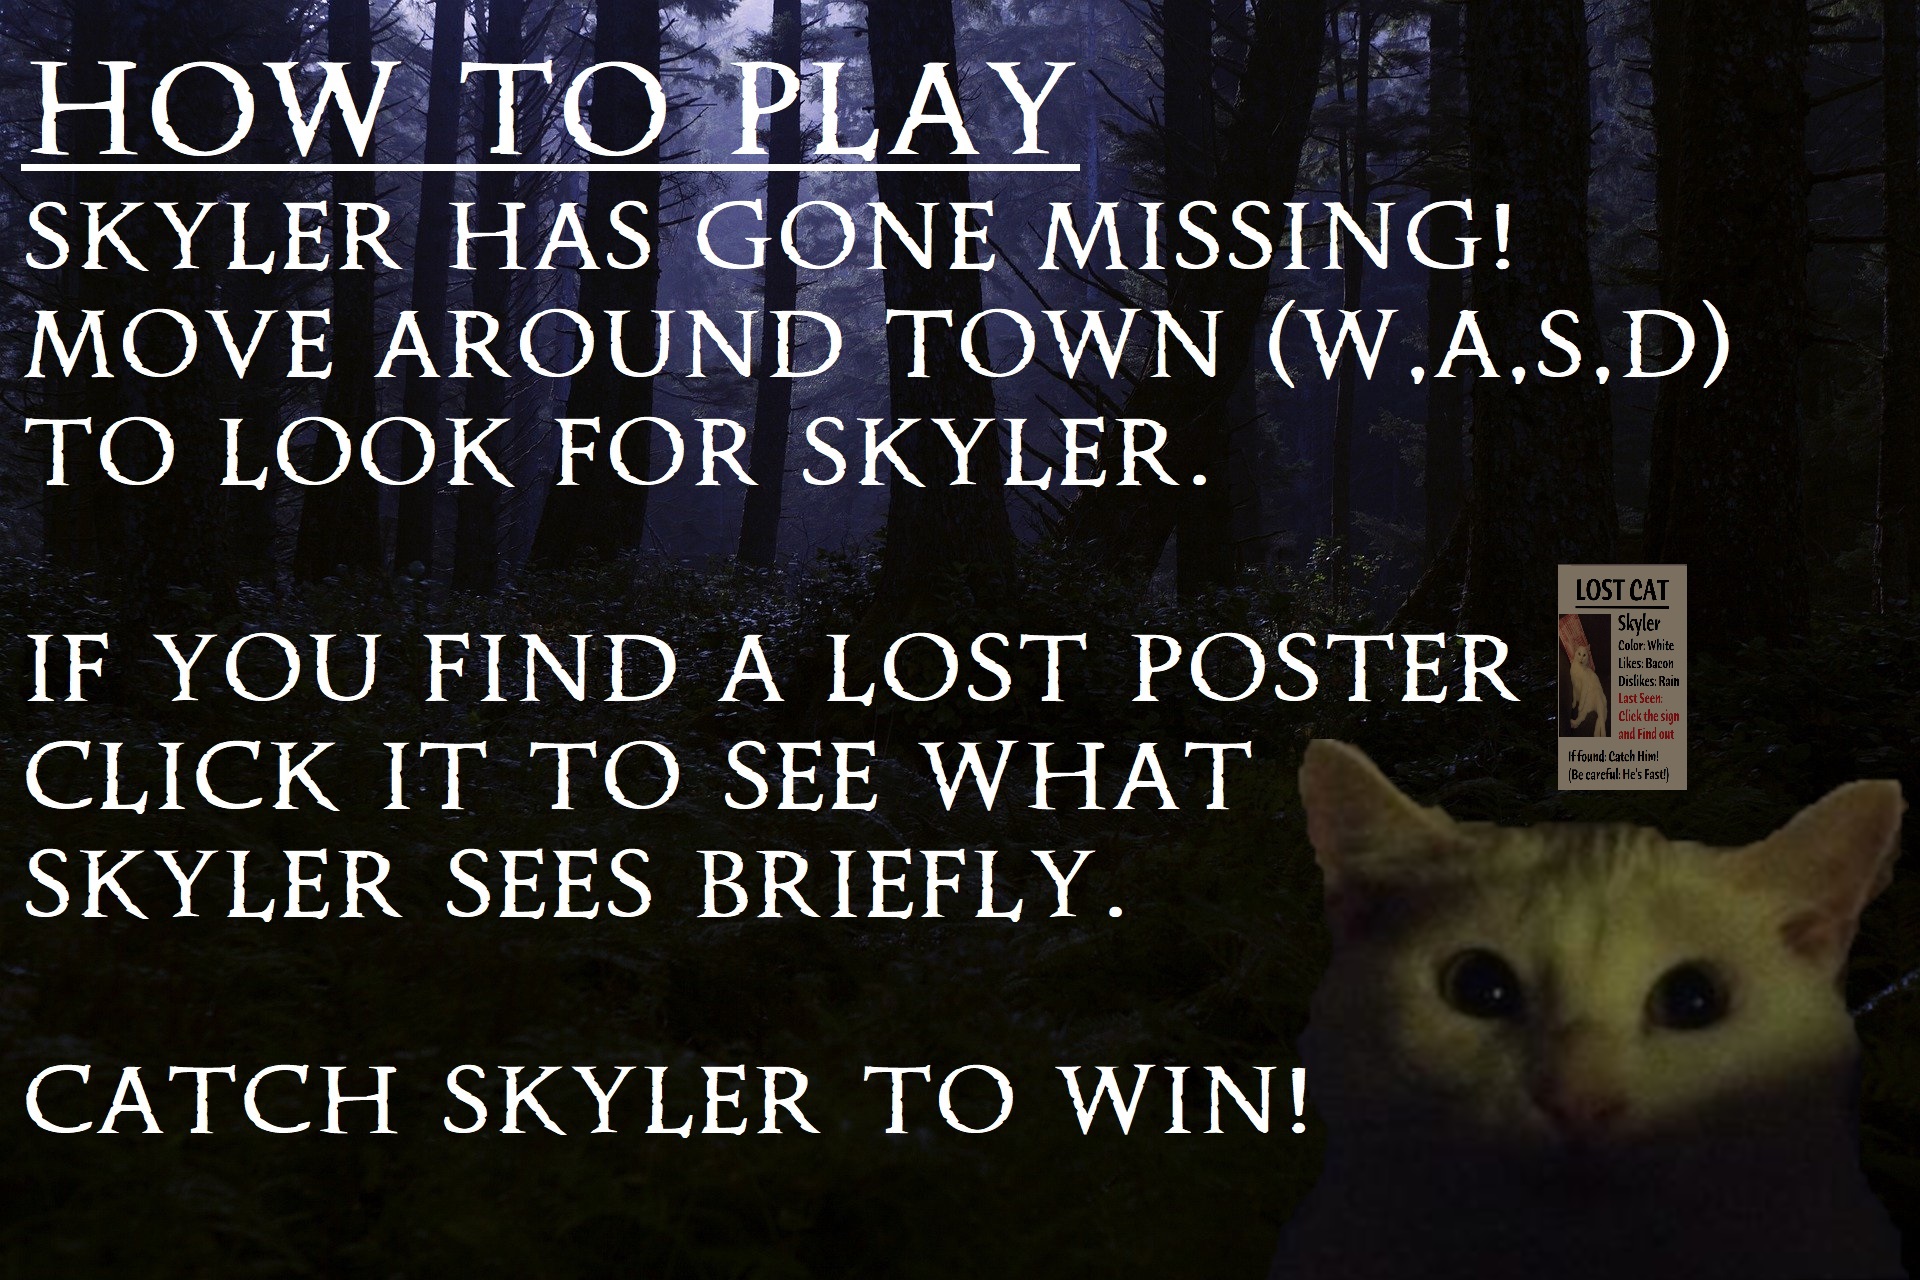 HOW TO PLAY
SKYLER HAS GONE MISSING!
MOVE AROUND TOWN (W,A,S,D)
TO LOOK FOR SKYLER.
IF YOU FIND A LOST POSTER
CLICK IT TO SEE WHAT
SKYLER SEES BRIEFLY.
CATCH SKYLER TO WIN!
LOST CAT
Skyler
Color: White
Likes: Bacon
Dislikes: Rain
Last Seen:
Click the sign
and Find out
If found: Catch Him!
(Be careful: He's Fast!)